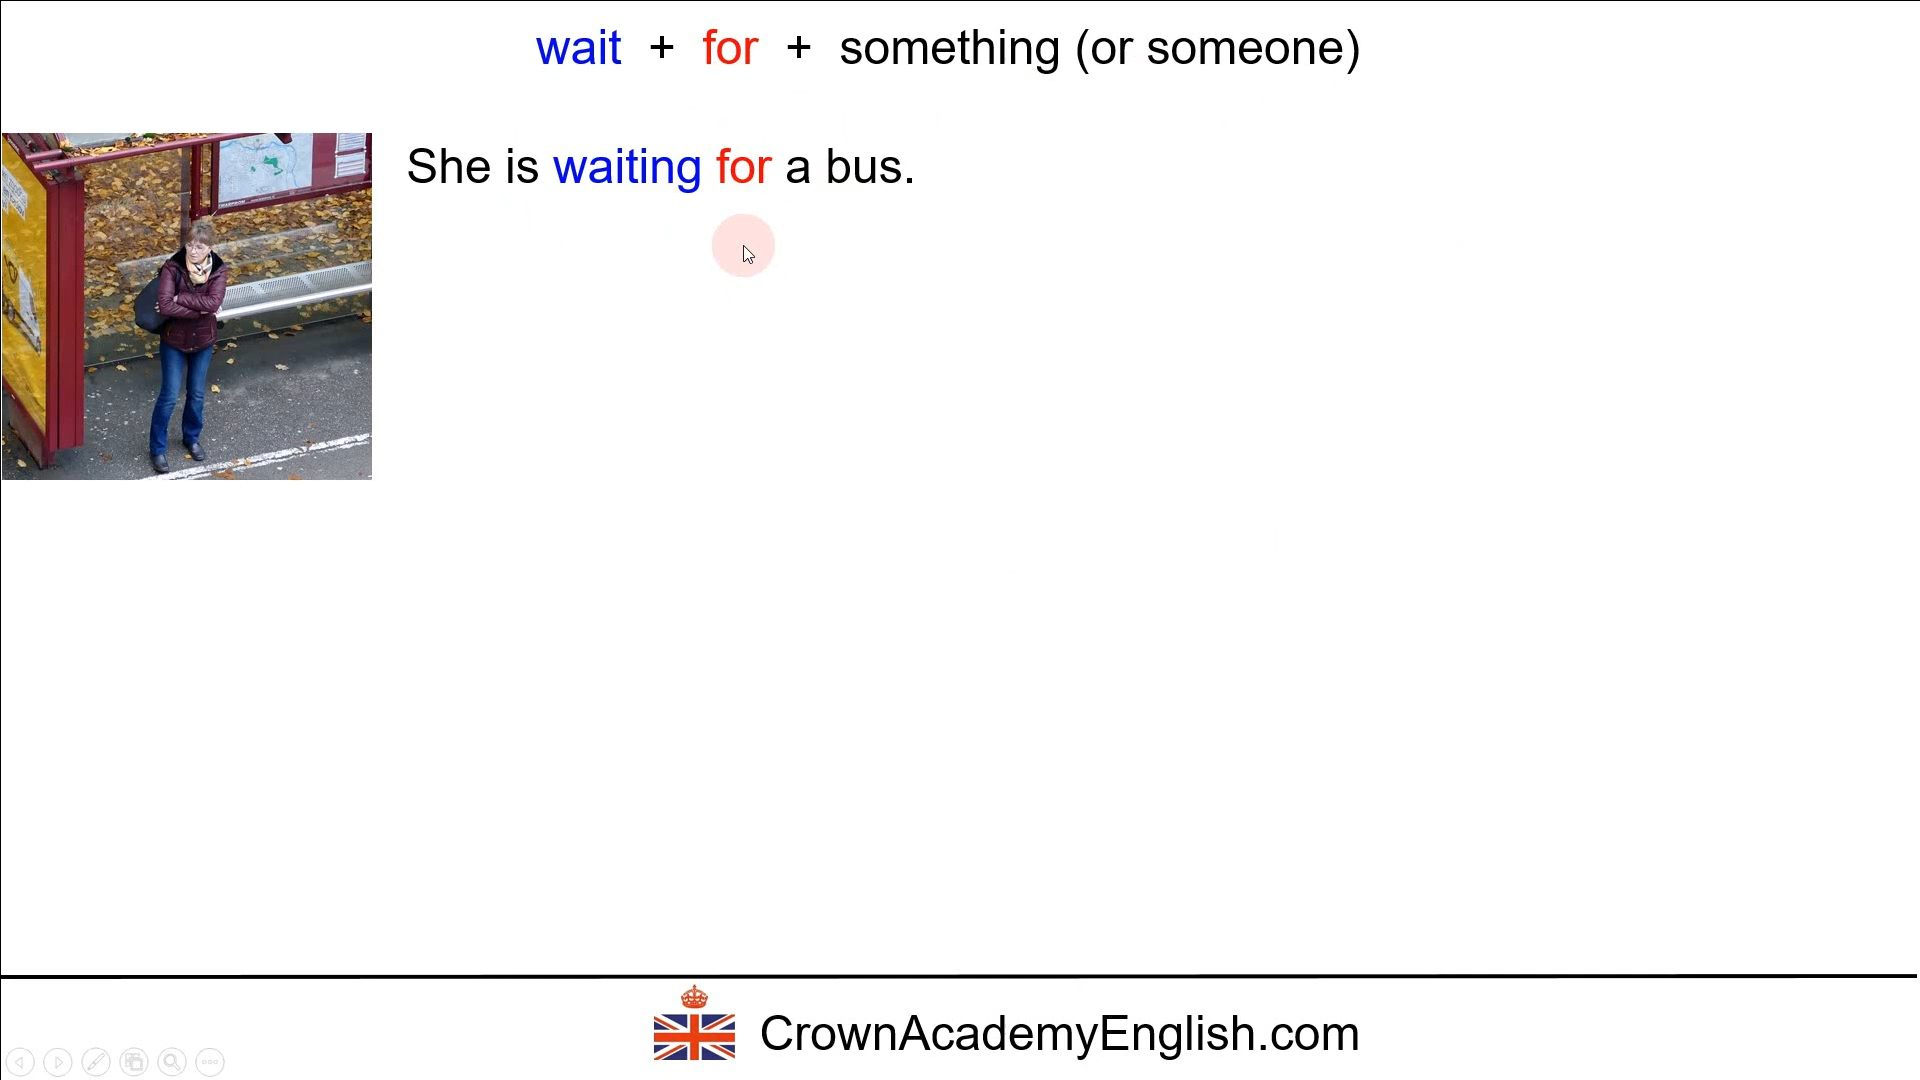 wait + for + something (or someone)
She is waiting for a bus.
CrownAcademyEnglish.com